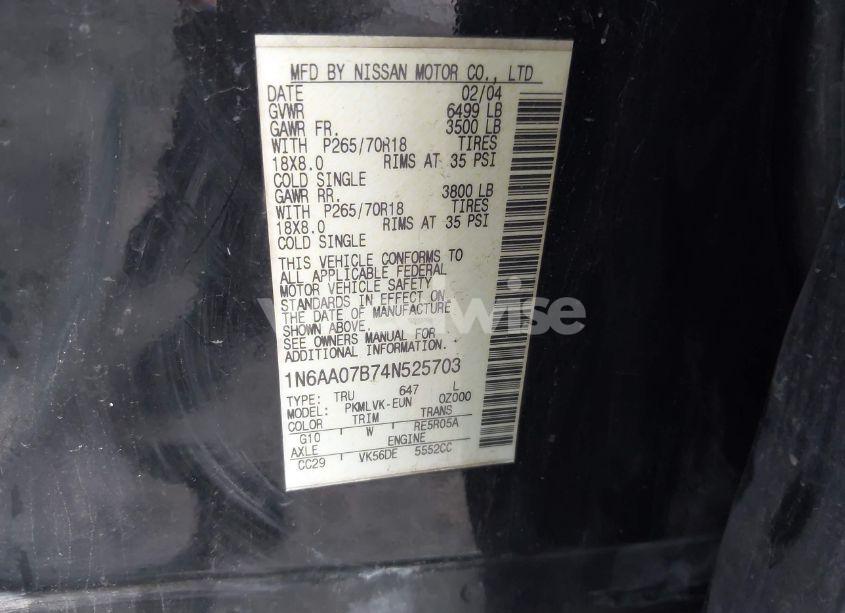 MFD BY NISSAN MOTOR CO., LTD
DATE 02/04
GVWR 6499 LB
GAWR FR. 3500 LB
WITH P265/70R18 TIRES
18X8.0 RIMS AT 35 PSI
COLD SINGLE
GAWR RR. 3800 LB
WITH P265/70R18 TIRES
18X8.0 RIMS AT 35 PSI
COLD SINGLE
THIS VEHICLE CONFORMS TO
ALL APPLICABLE FEDERAL
MOTOR VEHICLE SAFETY
STANDARDS IN EFFECT ON
THE DATE OF MANUFACTURE
SHOWN ABOVE.
SEE OWNERS MANUAL FOR
ADDITIONAL INFORMATION.
1N6AA07B74N525703
TYPE: TRU 647 L
MODEL: PKMLVK-EUN 0Z000
COLOR TRIM TRANS
G10 W RE5R05A
AXLE ENGINE
CC29 VK56DE 5552CC